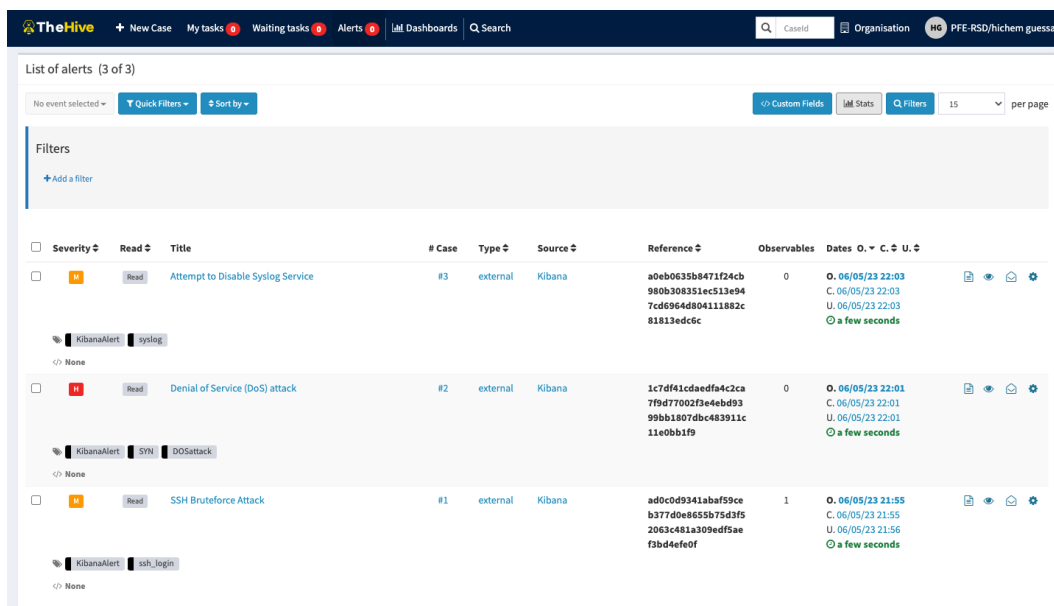 TheHive + New Case My tasks 0 Waiting tasks 0 Alerts 0 Dashboards Q Search CaseId Organisation HG PFE-RSD/hichem guessa
List of alerts (3 of 3)
No event selected Quick Filters Sort by </> Custom Fields Stats Filters 15 per page
Filters
+ Add a filter
Severity Read Title # Case Type Source Reference Observables Dates O. C. U.
M Read Attempt to Disable Syslog Service #3 external Kibana a0eb0635b8471f24cb 0 O. 06/05/23 22:03
980b308351ec513e94 C. 06/05/23 22:03
7cd6964d804111882c U. 06/05/23 22:03
81813edc6c a few seconds
KibanaAlert syslog
</> None
H Read Denial of Service (DoS) attack #2 external Kibana 1c7df41cdaedfa4c2ca 0 O. 06/05/23 22:01
7f9d77002f3e4ebd93 C. 06/05/23 22:01
99bb1807dbc483911c U. 06/05/23 22:01
11e0bb1f9 a few seconds
KibanaAlert SYN DOSattack
</> None
M Read SSH Bruteforce Attack #1 external Kibana ad0c0d9341abaf59ce 1 O. 06/05/23 21:55
b377d0e8655b75d3f5 C. 06/05/23 21:55
2063c481a309edf5ae U. 06/05/23 21:56
f3bd4efe0f a few seconds
KibanaAlert ssh_login
</> None